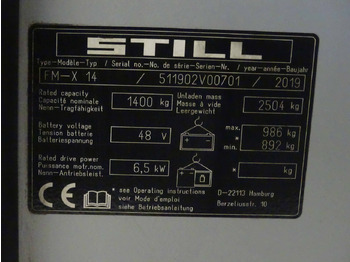 STILL
Type-Modèle-Typ / Serial no.-No. de série-Serien-Nr. / year-année-Baujahr
FM-X 14 / 511902V00701 / 2019
Rated capacity
Capacité nominale 1400 kg
Nenn-Tragfähigkeit
Unladen mass
Masse à vide 2504 kg
Leergewicht
Battery voltage
Tension batterie 48 V
Batteriespannung
max. * 986 kg
min. * 892 kg
Rated drive power
Puissance motr.nom. 6,5 kW
Nenn-Antriebsleist.
* kg
CE
* see Operating instructions
voir Mode d'emploi
siehe Betriebsanleitung
D-22113 Hamburg
Berzeliusstr. 10